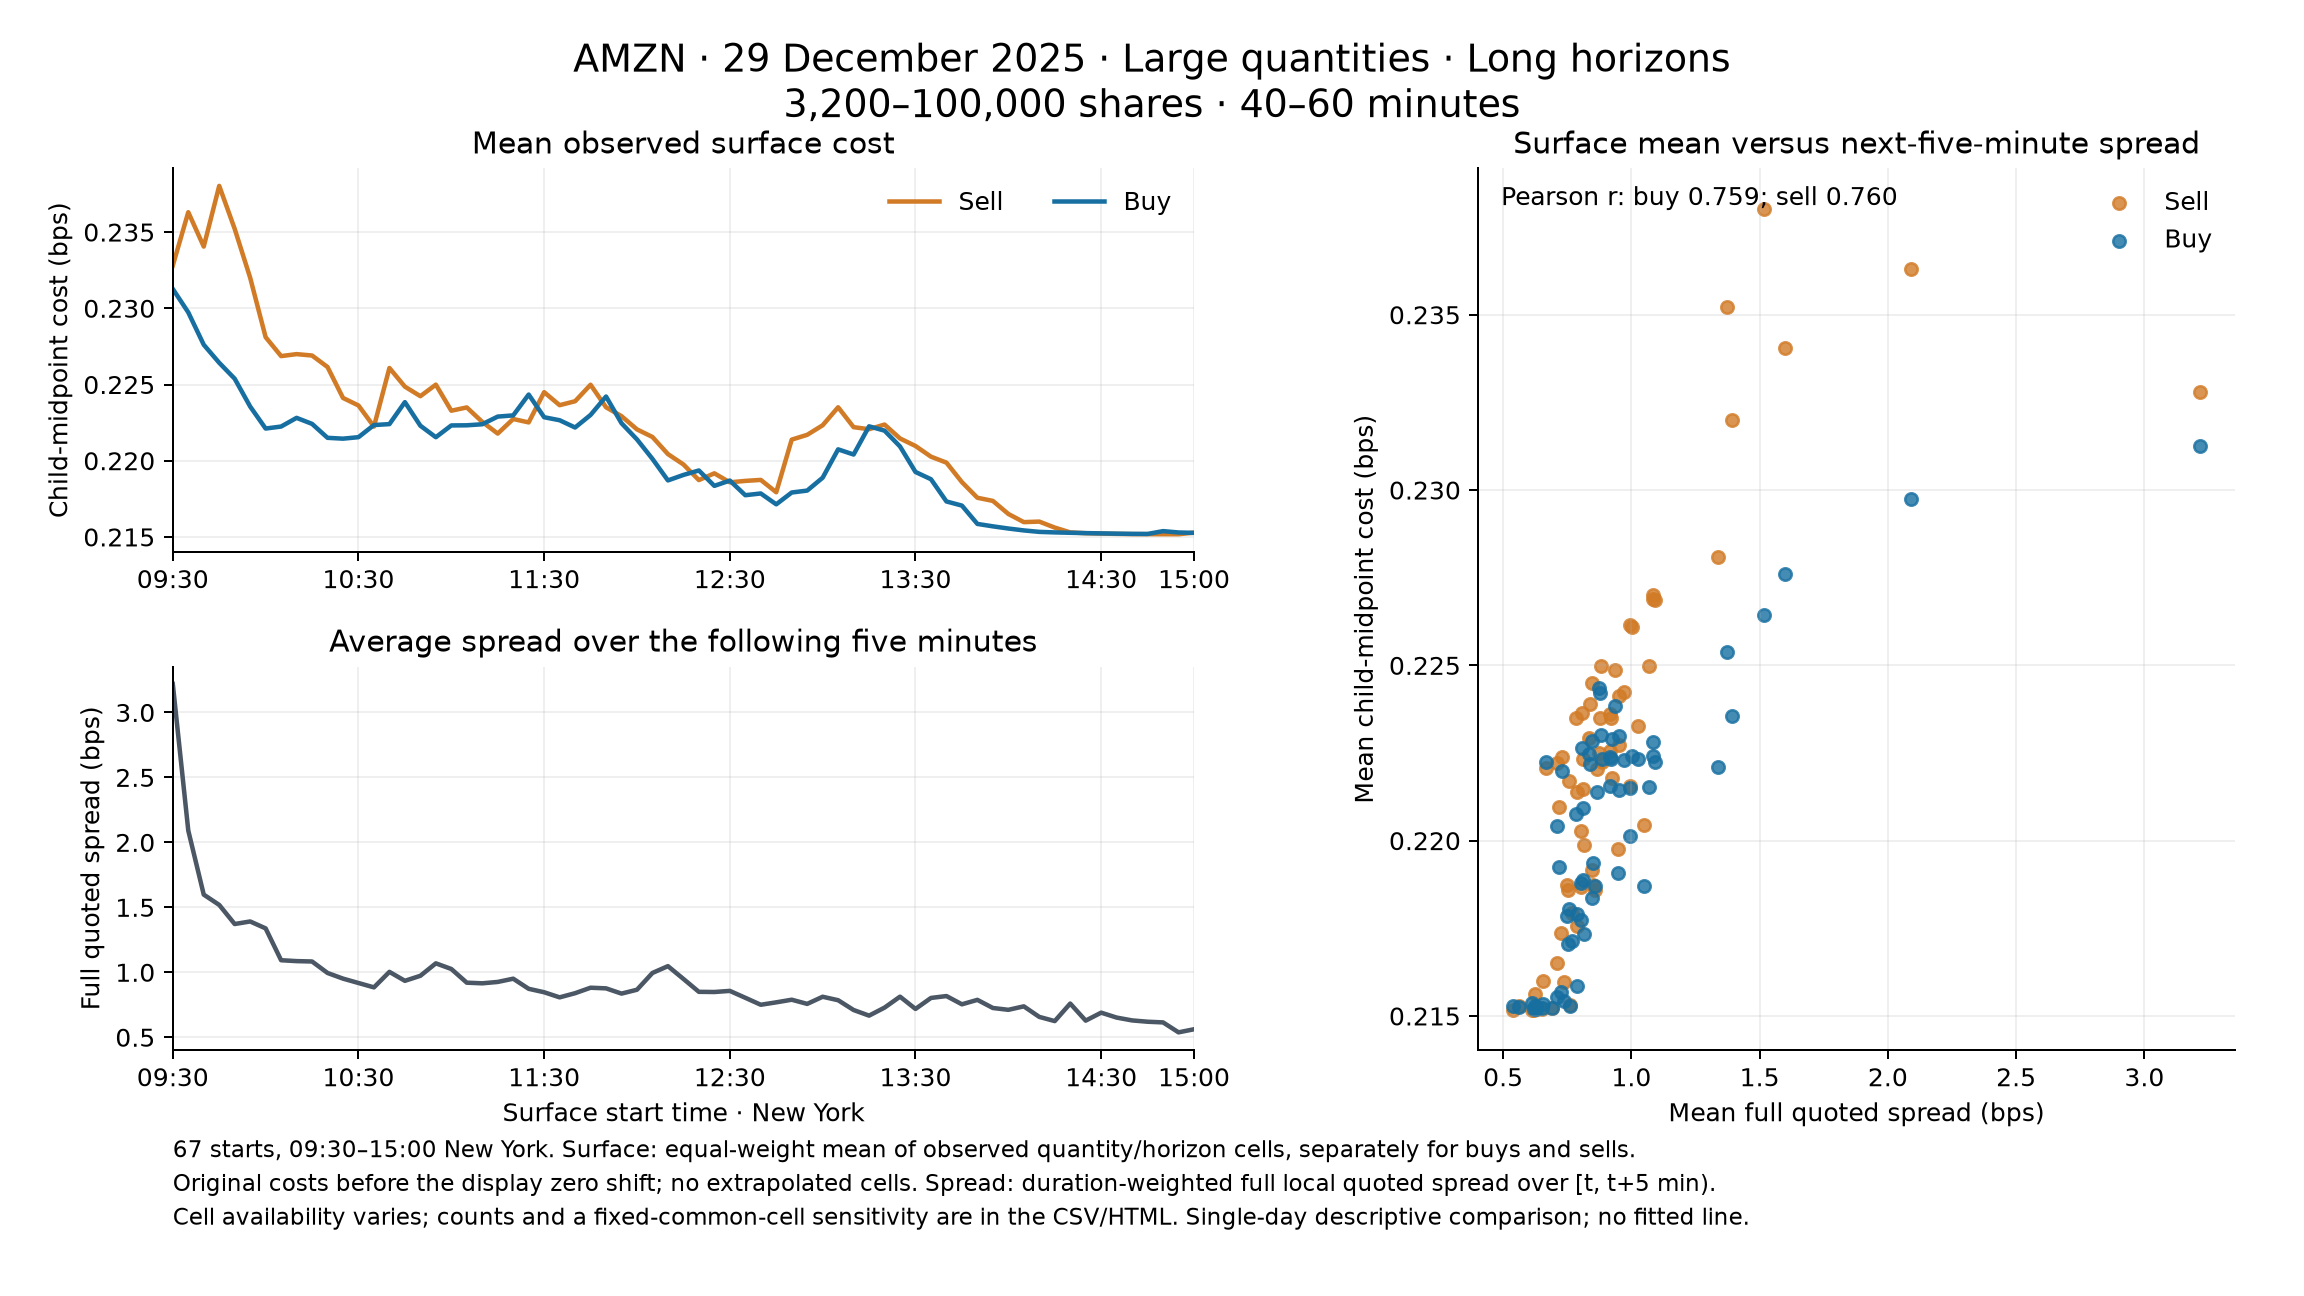 AMZN · 29 December 2025 · Large quantities · Long horizons
3,200–100,000 shares · 40–60 minutes
Mean observed surface cost
Child-midpoint cost (bps)
0.235
0.230
0.225
0.220
0.215
Sell
Buy
09:30
10:30
11:30
12:30
13:30
14:30
15:00
Average spread over the following five minutes
Full quoted spread (bps)
3.0
2.5
2.0
1.5
1.0
0.5
09:30
10:30
11:30
12:30
13:30
14:30
15:00
Surface start time · New York
Surface mean versus next-five-minute spread
Pearson r: buy 0.759; sell 0.760
Sell
Buy
Mean child-midpoint cost (bps)
0.235
0.230
0.225
0.220
0.215
0.5
1.0
1.5
2.0
2.5
3.0
Mean full quoted spread (bps)
67 starts, 09:30–15:00 New York. Surface: equal-weight mean of observed quantity/horizon cells, separately for buys and sells.
Original costs before the display zero shift; no extrapolated cells. Spread: duration-weighted full local quoted spread over [t, t+5 min).
Cell availability varies; counts and a fixed-common-cell sensitivity are in the CSV/HTML. Single-day descriptive comparison; no fitted line.